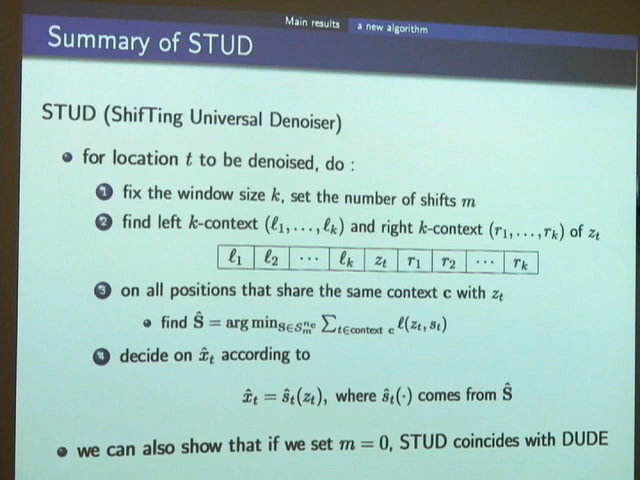 Main results   a new algorithm
Summary of STUD
STUD (ShifTing Universal Denoiser)
for location t to be denoised, do :
1 fix the window size k, set the number of shifts m
2 find left k-context (ℓ₁, . . . , ℓₖ) and right k-context (r₁, . . . , rₖ) of zₜ
ℓ₁ ℓ₂ ⋯ ℓₖ zₜ r₁ r₂ ⋯ rₖ
3 on all positions that share the same context c with zₜ
find Ŝ = arg min_{S∈𝒮_m^{n_c}} ∑_{t∈context c} ℓ(zₜ, sₜ)
4 decide on x̂ₜ according to
x̂ₜ = ŝₜ(zₜ), where ŝₜ(·) comes from Ŝ
we can also show that if we set m = 0, STUD coincides with DUDE